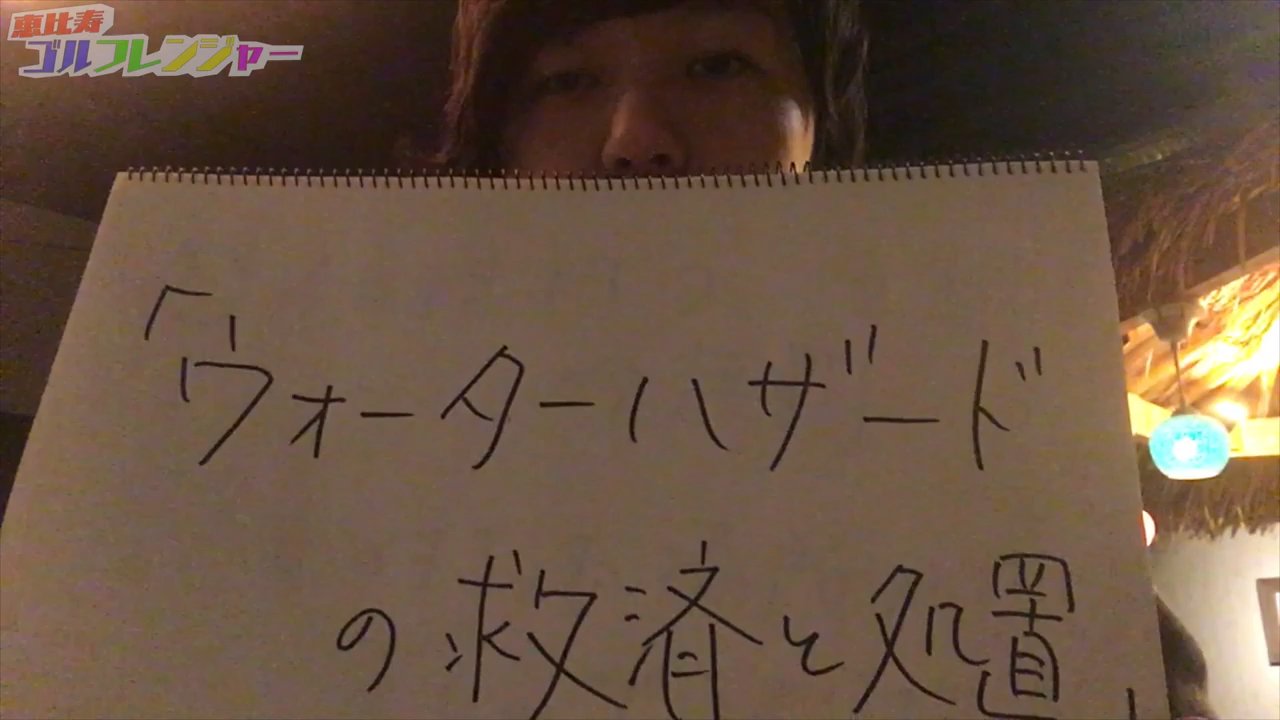 恵比寿
ゴルフレンジャー
「ウォーターハザード
の救済と処置」